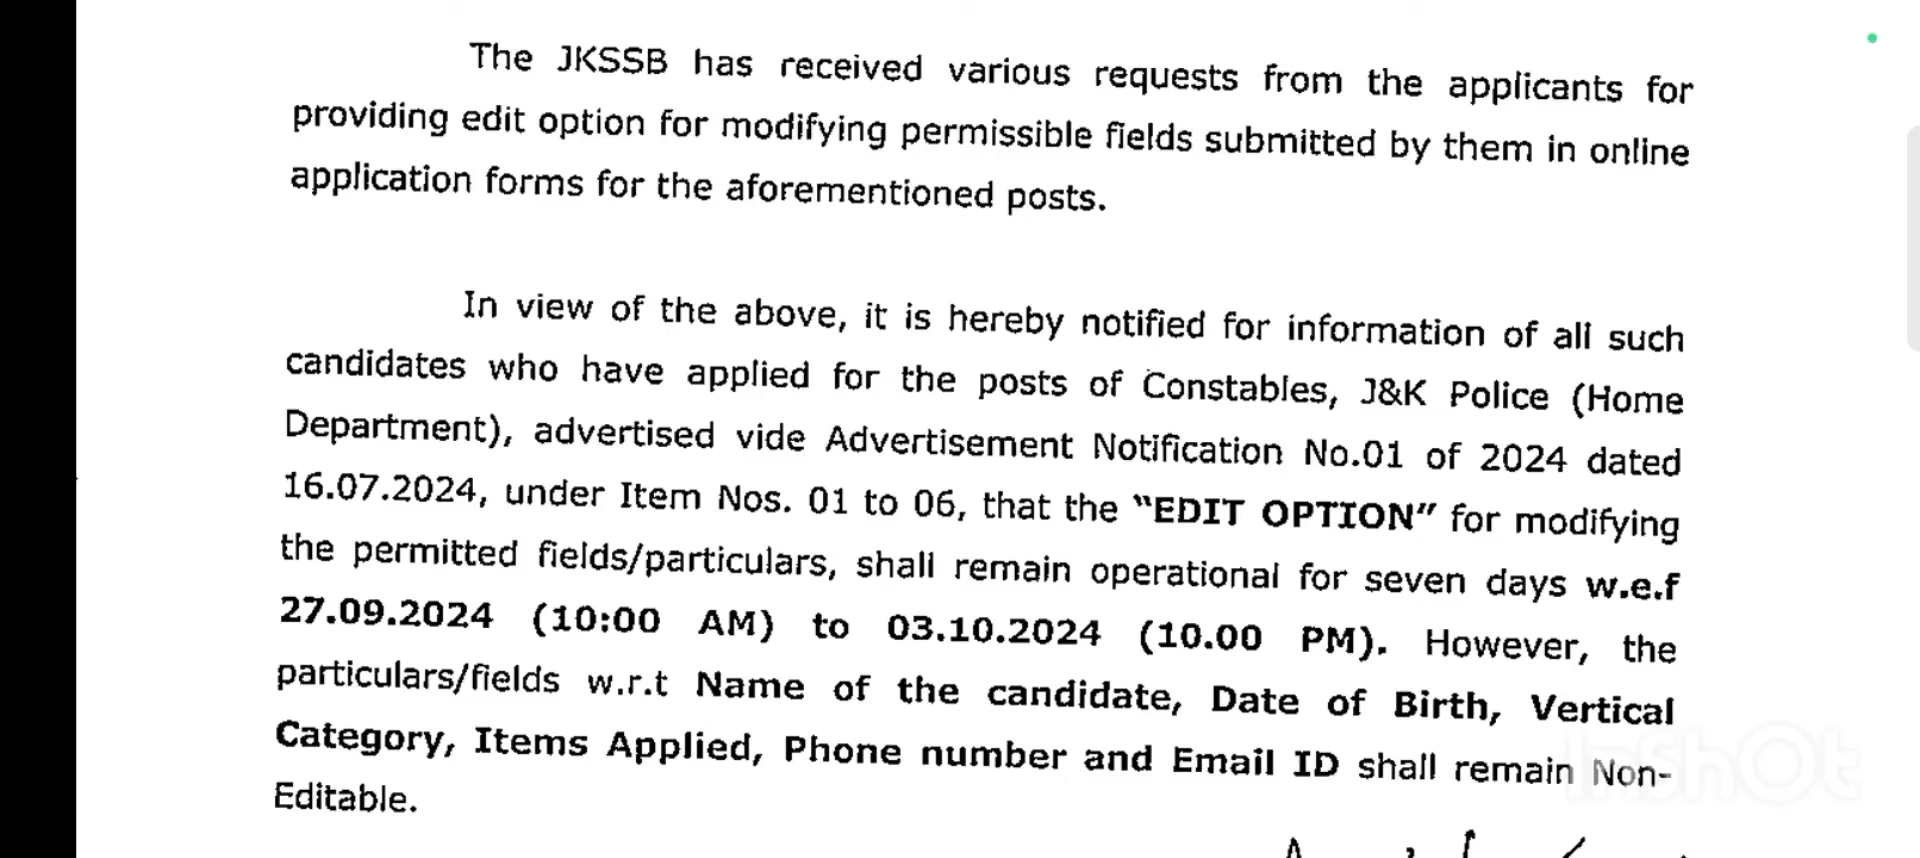 The JKSSB has received various requests from the applicants for
providing edit option for modifying permissible fields submitted by them in online
application forms for the aforementioned posts.
In view of the above, it is hereby notified for information of all such
candidates who have applied for the posts of Constables, J&K Police (Home
Department), advertised vide Advertisement Notification No.01 of 2024 dated
16.07.2024, under Item Nos. 01 to 06, that the "EDIT OPTION" for modifying
the permitted fields/particulars, shall remain operational for seven days w.e.f
27.09.2024 (10:00 AM) to 03.10.2024 (10.00 PM). However, the
particulars/fields w.r.t Name of the candidate, Date of Birth, Vertical
Category, Items Applied, Phone number and Email ID shall remain Non-
Editable.
InShOt